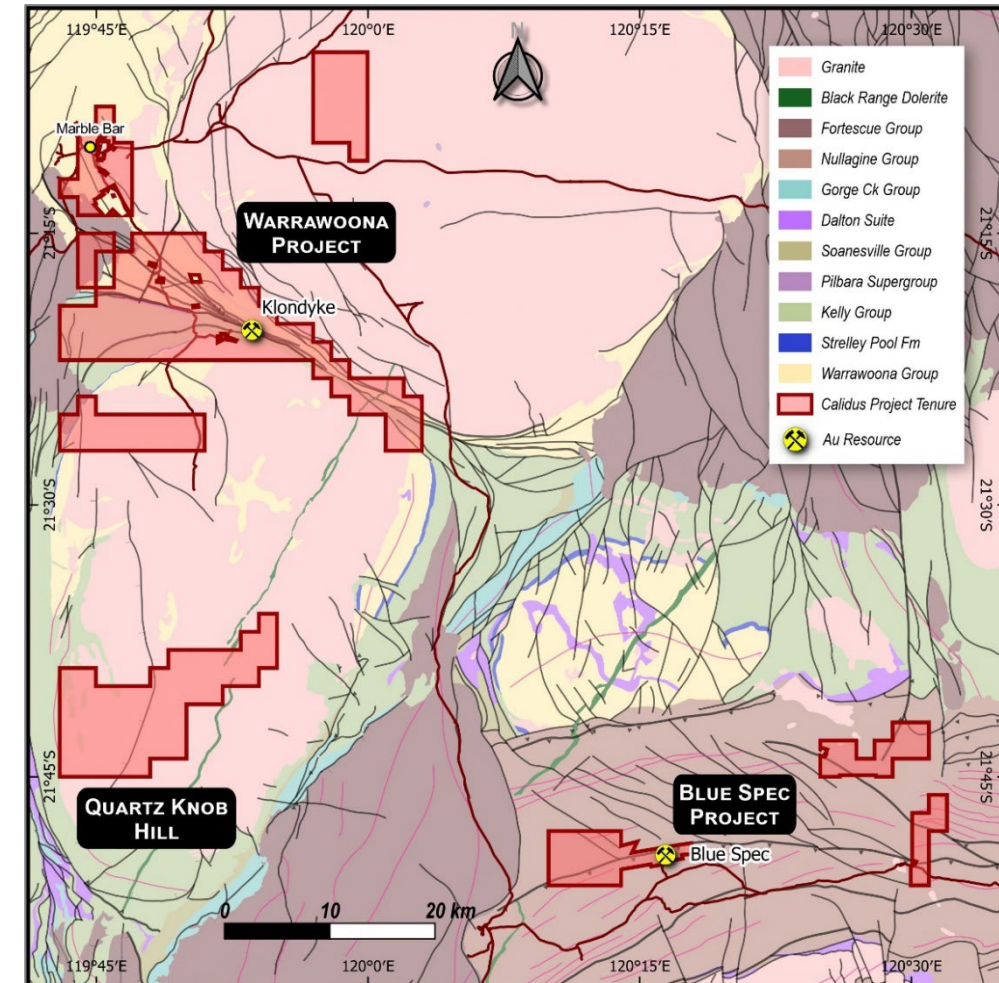 119°45'E
120°0'E
N
120°15'E
120°30'E
Marble Bar
WARRAWOONA
PROJECT
Klondyke
Granite
Black Range Dolerite
Fortescue Group
Nullagine Group
Gorge Ck Group
Dalton Suite
Soanesville Group
Pilbara Supergroup
Kelly Group
Strelley Pool Fm
Warrawoona Group
Calidus Project Tenure
Au Resource
21°15'S
21°15'S
21°30'S
21°30'S
21°45'S
21°45'S
QUARTZ KNOB
HILL
BLUE SPEC
PROJECT
Blue Spec
0 10 20 km
119°45'E
120°0'E
120°15'E
120°30'E